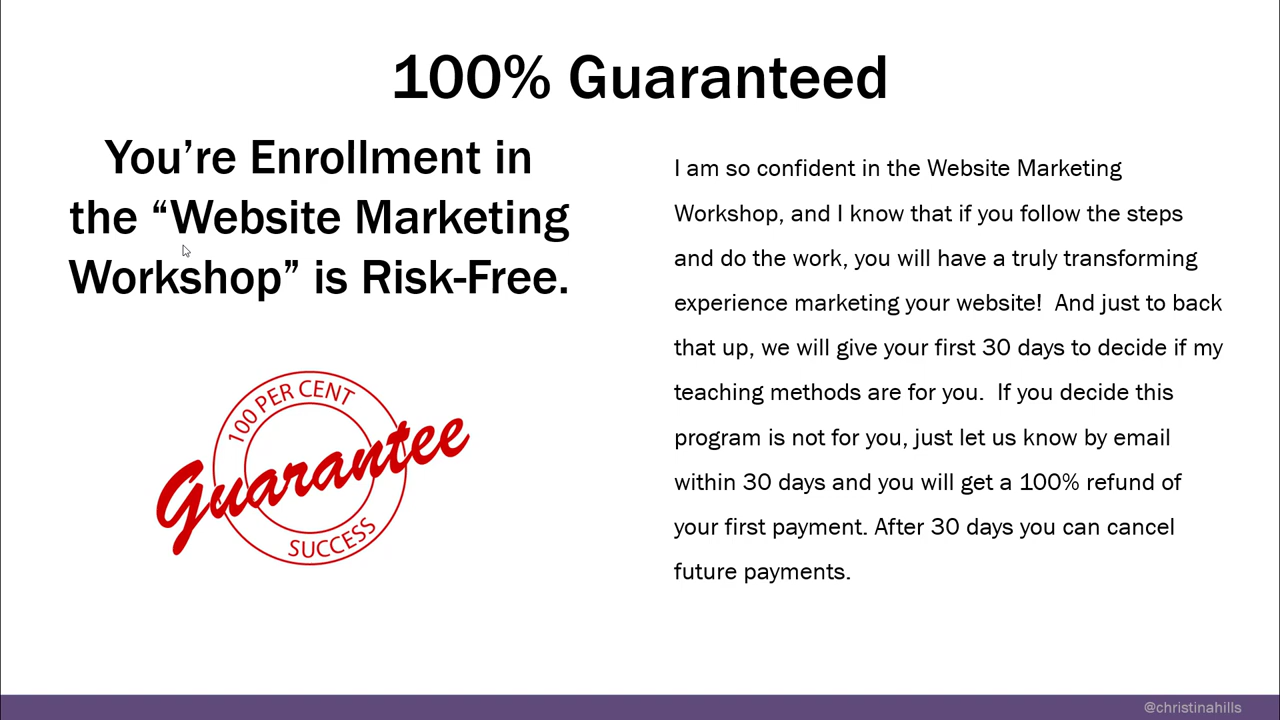 100% Guaranteed
You’re Enrollment in
the “Website Marketing
Workshop” is Risk-Free.
100 PER CENT
Guarantee
SUCCESS
I am so confident in the Website Marketing
Workshop, and I know that if you follow the steps
and do the work, you will have a truly transforming
experience marketing your website!  And just to back
that up, we will give your first 30 days to decide if my
teaching methods are for you.  If you decide this
program is not for you, just let us know by email
within 30 days and you will get a 100% refund of
your first payment. After 30 days you can cancel
future payments.
@christinahills